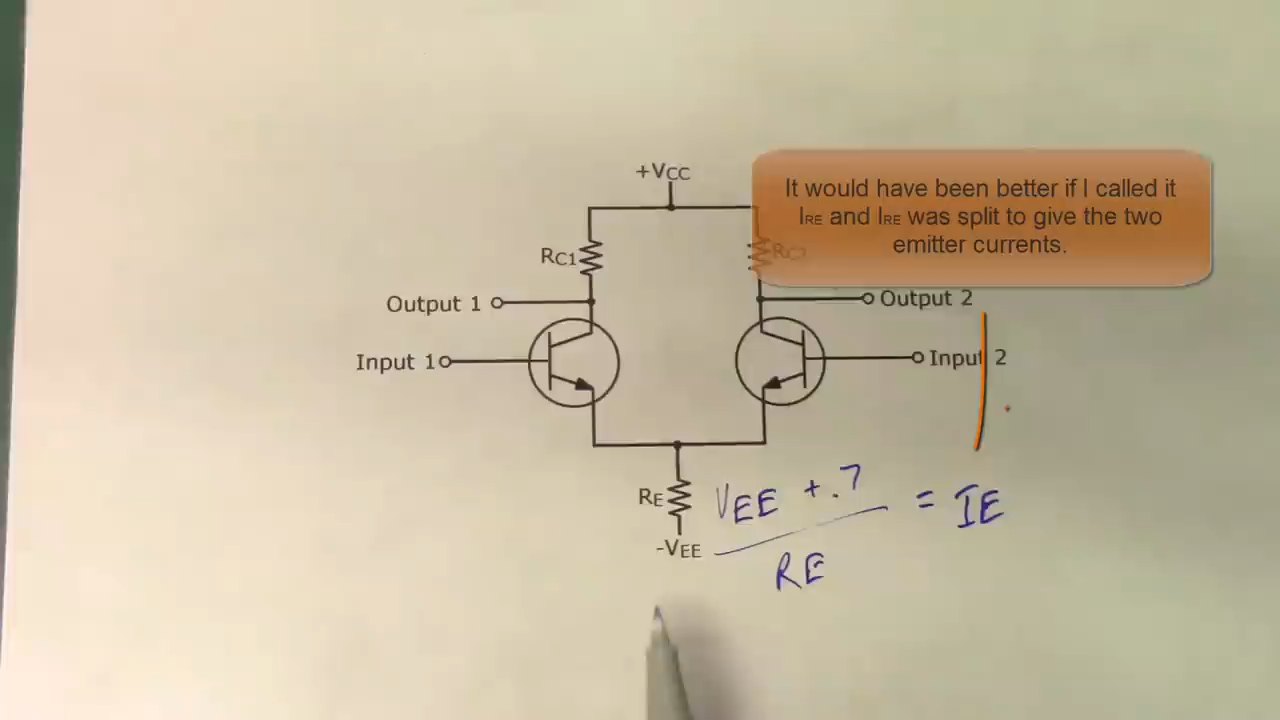 +VCC
It would have been better if I called it
IRE and IRE was split to give the two
emitter currents.
RC1
Output 1
Output 2
Input 1
Input 2
RE
VEE + .7
= IE
-VEE
RE